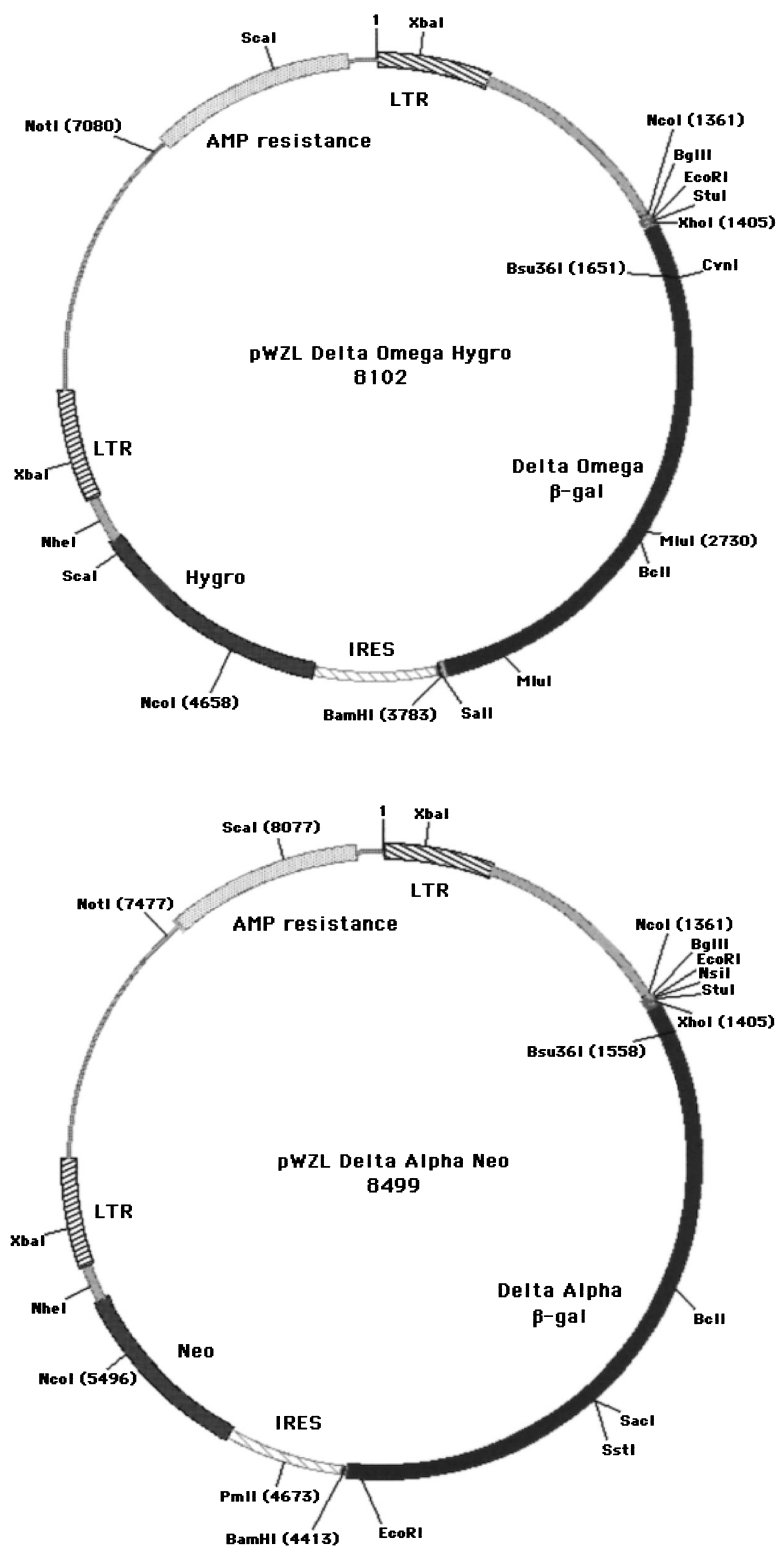 1
XbaI
ScaI
LTR
NcoI (1361)
NotI (7080)
AMP resistance
BglII
EcoRI
StuI
XhoI (1405)
Bsu36I (1651)
CvnI
pWZL Delta Omega Hygro
8102
LTR
Delta Omega
β-gal
XbaI
MluI (2730)
NheI
BclI
ScaI
Hygro
IRES
MluI
NcoI (4658)
BamHI (3783)
SalI
1
XbaI
ScaI (8077)
LTR
NotI (7477)
AMP resistance
NcoI (1361)
BglII
EcoRI
NsiI
StuI
XhoI (1405)
Bsu36I (1558)
pWZL Delta Alpha Neo
8499
LTR
XbaI
Delta Alpha
β-gal
NheI
BclI
Neo
NcoI (5496)
IRES
SacI
SstI
PmlI (4673)
BamHI (4413)
EcoRI